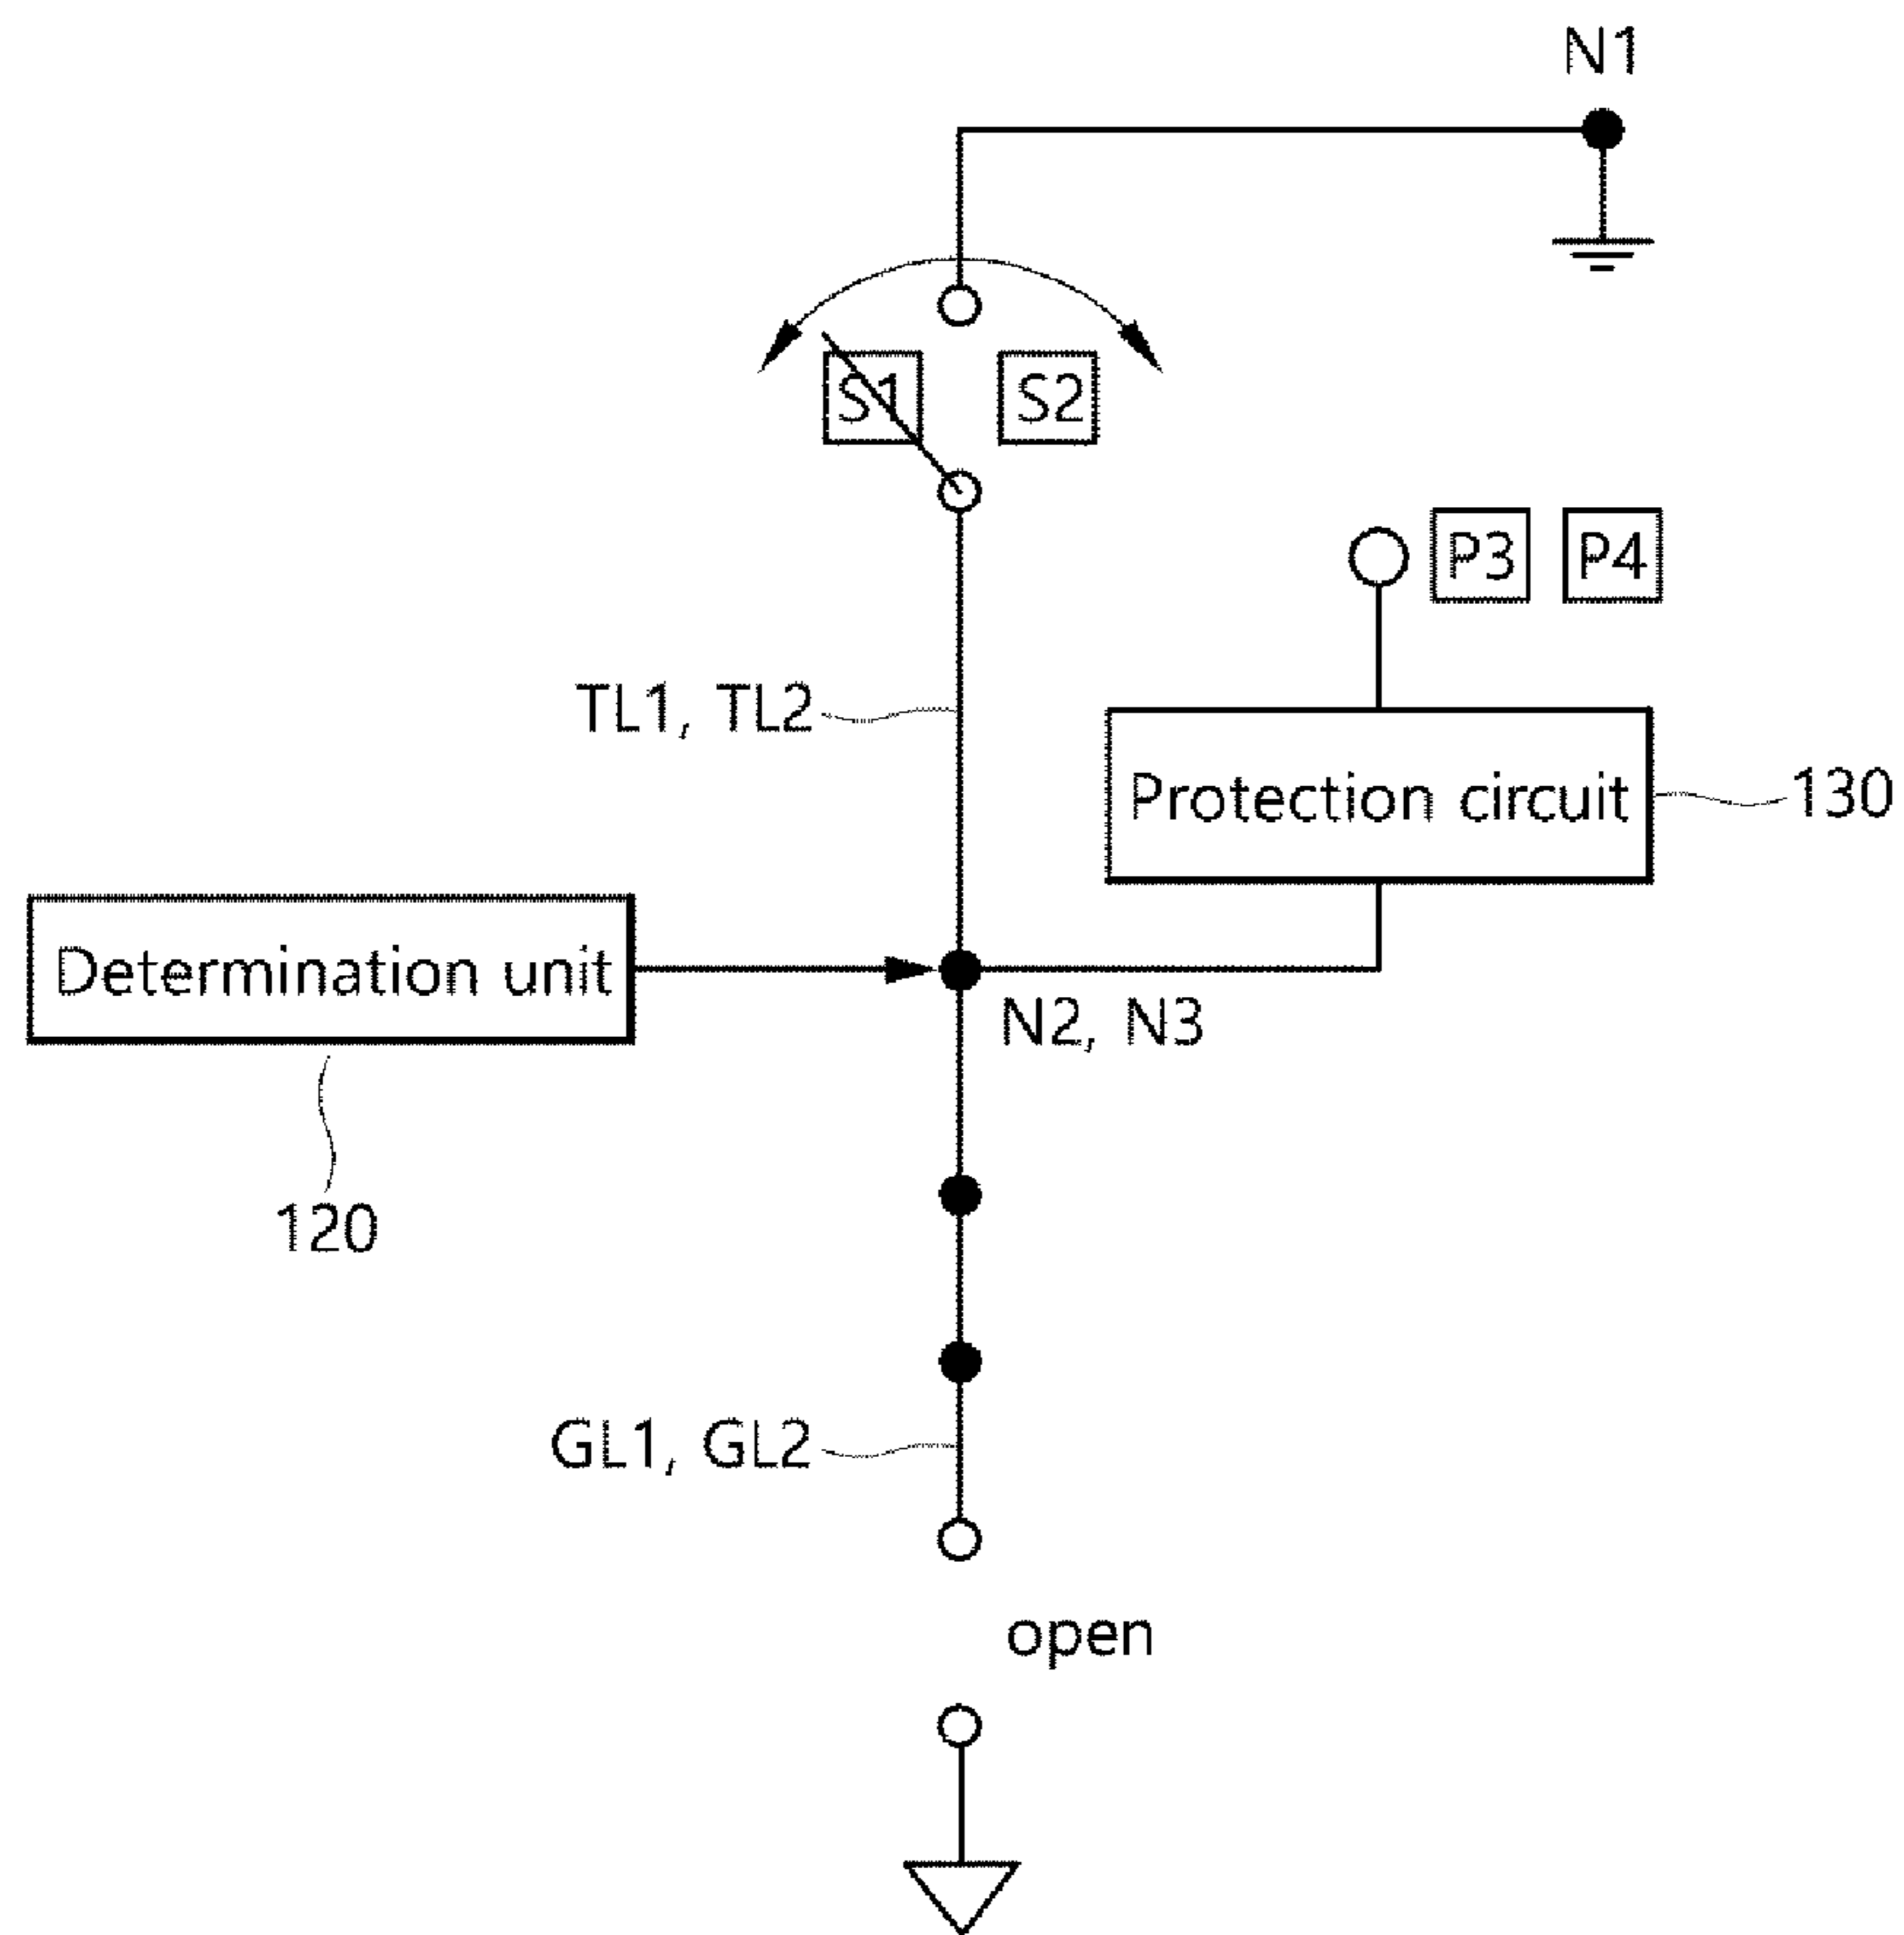 N1
S1
S2
P3
P4
TL1, TL2
Protection circuit
130
Determination unit
N2, N3
120
GL1, GL2
open